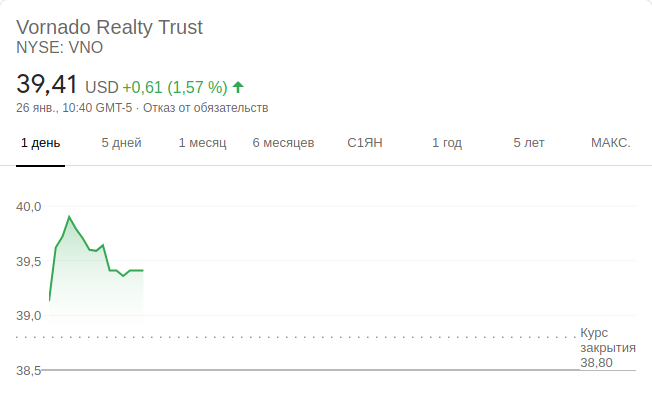 Vornado Realty Trust
NYSE: VNO
39,41 USD +0,61 (1,57 %)
26 янв., 10:40 GMT-5 · Отказ от обязательств
1 день 5 дней 1 месяц 6 месяцев С1ЯН 1 год 5 лет МАКС.
40,0
39,5
39,0
38,5
Курс
закрытия
38,80